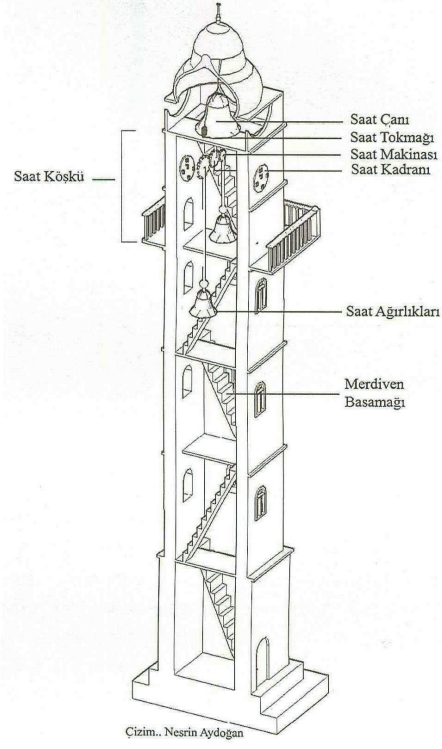 Saat Çanı
Saat Tokmağı
Saat Makinası
Saat Kadranı
Saat Köşkü
Saat Ağırlıkları
Merdiven
Basamağı
Çizim.. Nesrin Aydoğan